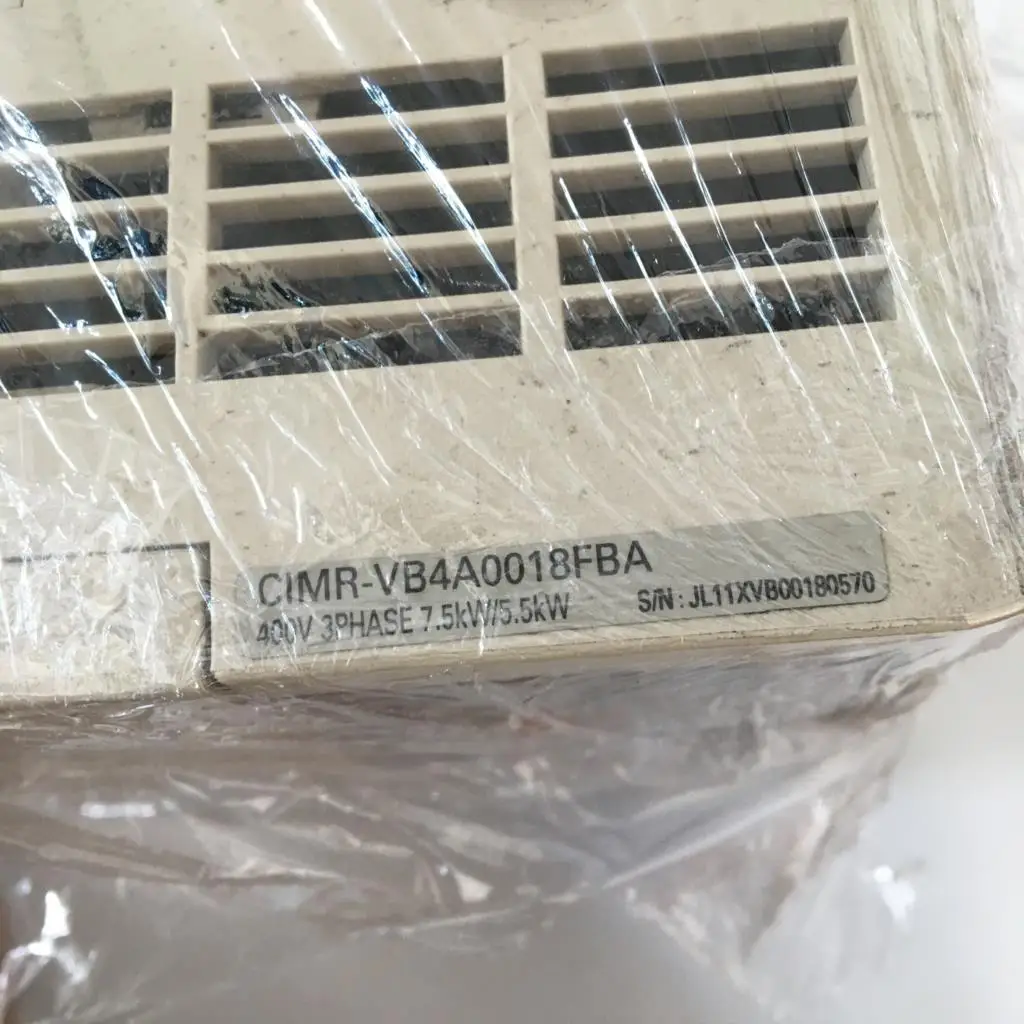 CIMR-VB4A0018FBA
400V 3PHASE 7.5kW/5.5kW
S/N : JL11XVB00180570